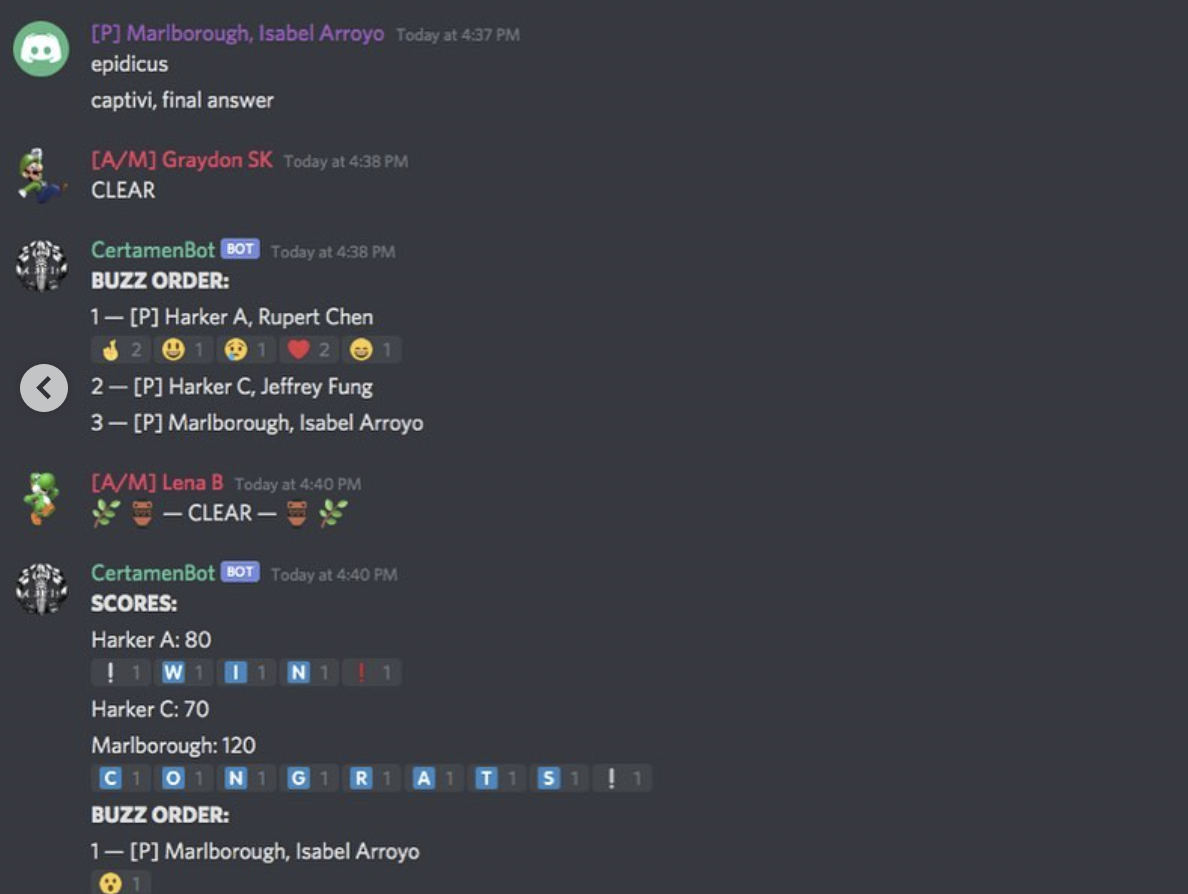 [P] Marlborough, Isabel Arroyo Today at 4:37 PM
epidicus
captivi, final answer
[A/M] Graydon SK Today at 4:38 PM
CLEAR
CertamenBot BOT Today at 4:38 PM
BUZZ ORDER:
1 — [P] Harker A, Rupert Chen
2 1 1 2 1
2 — [P] Harker C, Jeffrey Fung
3 — [P] Marlborough, Isabel Arroyo
[A/M] Lena B Today at 4:40 PM
— CLEAR —
CertamenBot BOT Today at 4:40 PM
SCORES:
Harker A: 80
! 1 W 1 I 1 N 1 ! 1
Harker C: 70
Marlborough: 120
C 1 O 1 N 1 G 1 R 1 A 1 T 1 S 1 ! 1
BUZZ ORDER:
1 — [P] Marlborough, Isabel Arroyo
1